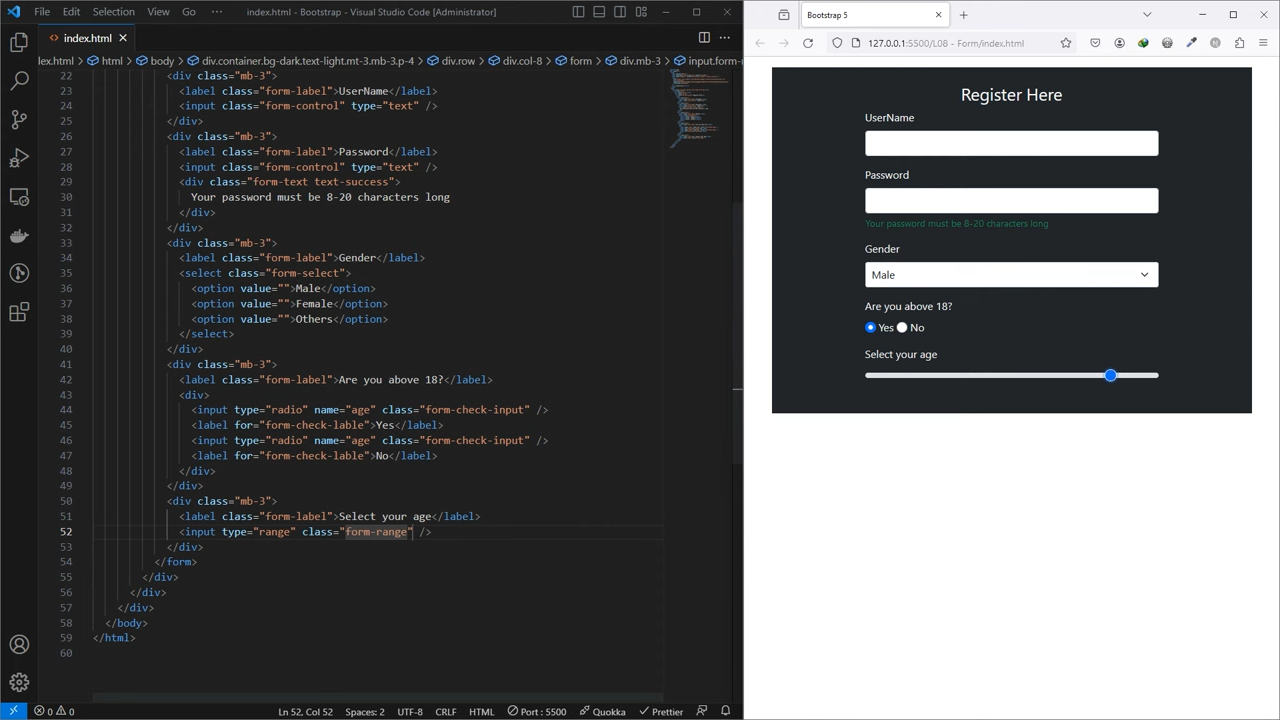 File Edit Selection View Go ··· index.html - Bootstrap - Visual Studio Code [Administrator]
index.html
html > body > div.container.bg-dark.text-light.mt-3.mb-3.p-4 > div.row > div.col-8 > form > div.mb-3 > input.form-r
22 <div class="mb-3">
23 <label class="form-label">UserName</label>
24 <input class="form-control" type="text"
25 </div>
26 <div class="mb-3">
27 <label class="form-label">Password</label>
28 <input class="form-control" type="text" />
29 <div class="form-text text-success">
30 Your password must be 8-20 characters long
31 </div>
32 </div>
33 <div class="mb-3">
34 <label class="form-label">Gender</label>
35 <select class="form-select">
36 <option value="">Male</option>
37 <option value="">Female</option>
38 <option value="">Others</option>
39 </select>
40 </div>
41 <div class="mb-3">
42 <label class="form-label">Are you above 18?</label>
43 <div>
44 <input type="radio" name="age" class="form-check-input" />
45 <label for="form-check-lable">Yes</label>
46 <input type="radio" name="age" class="form-check-input" />
47 <label for="form-check-lable">No</label>
48 </div>
49 </div>
50 <div class="mb-3">
51 <label class="form-label">Select your age</label>
52 <input type="range" class="form-range" />
53 </div>
54 </form>
55 </div>
56 </div>
57 </div>
58 </body>
59 </html>
60
0 0 Ln 52, Col 52 Spaces: 2 UTF-8 CRLF HTML Port : 5500 Quokka Prettier
Bootstrap 5
127.0.0.1:5500/L08 - Form/index.html
Register Here
UserName
Password
Your password must be 8-20 characters long
Gender
Male
Are you above 18?
Yes No
Select your age